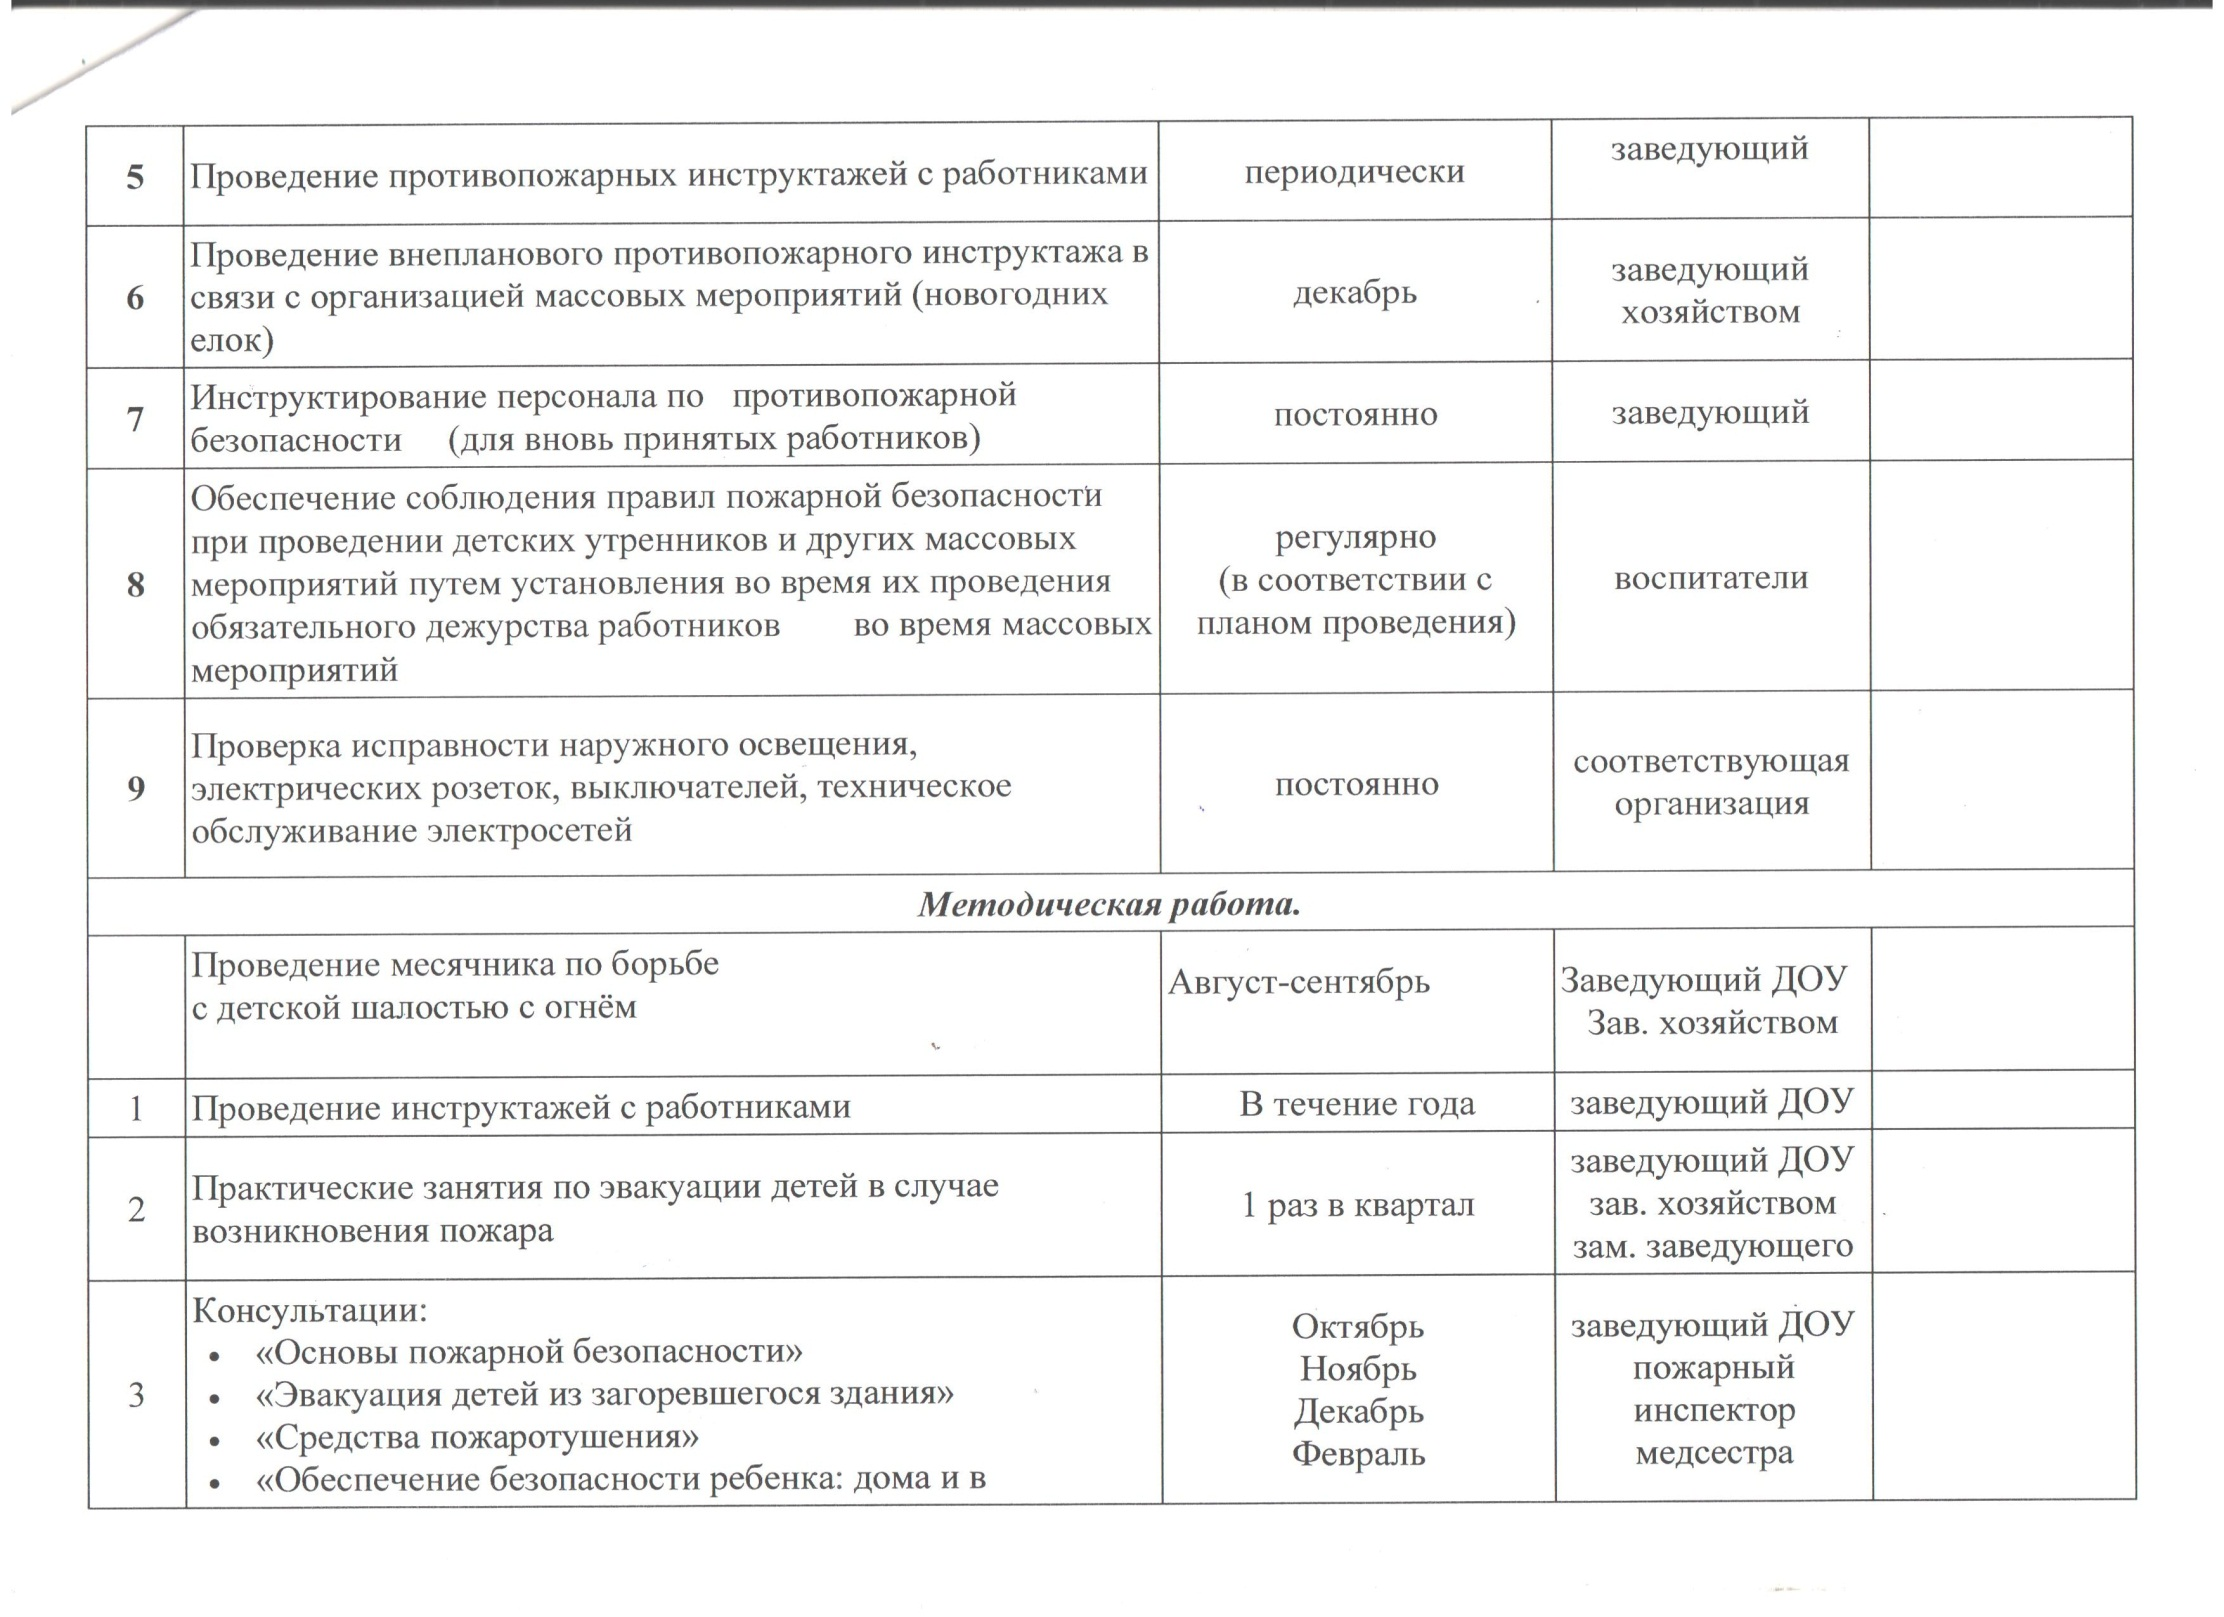 5
Проведение противопожарных инструктажей с работниками
периодически
заведующий
6
Проведение внепланового противопожарного инструктажа в
связи с организацией массовых мероприятий (новогодних
елок)
декабрь
заведующий
хозяйством
7
Инструктирование персонала по противопожарной
безопасности (для вновь принятых работников)
постоянно
заведующий
8
Обеспечение соблюдения правил пожарной безопасности
при проведении детских утренников и других массовых
мероприятий путем установления во время их проведения
обязательного дежурства работников во время массовых
мероприятий
регулярно
(в соответствии с
планом проведения)
воспитатели
9
Проверка исправности наружного освещения,
электрических розеток, выключателей, техническое
обслуживание электросетей
постоянно
соответствующая
организация
Методическая работа.
Проведение месячника по борьбе
с детской шалостью с огнём
Август-сентябрь
Заведующий ДОУ
Зав. хозяйством
1
Проведение инструктажей с работниками
В течение года
заведующий ДОУ
2
Практические занятия по эвакуации детей в случае
возникновения пожара
1 раз в квартал
заведующий ДОУ
зав. хозяйством
зам. заведующего
3
Консультации:
• «Основы пожарной безопасности»
• «Эвакуация детей из загоревшегося здания»
• «Средства пожаротушения»
• «Обеспечение безопасности ребенка: дома и в
Октябрь
Ноябрь
Декабрь
Февраль
заведующий ДОУ
пожарный
инспектор
медсестра